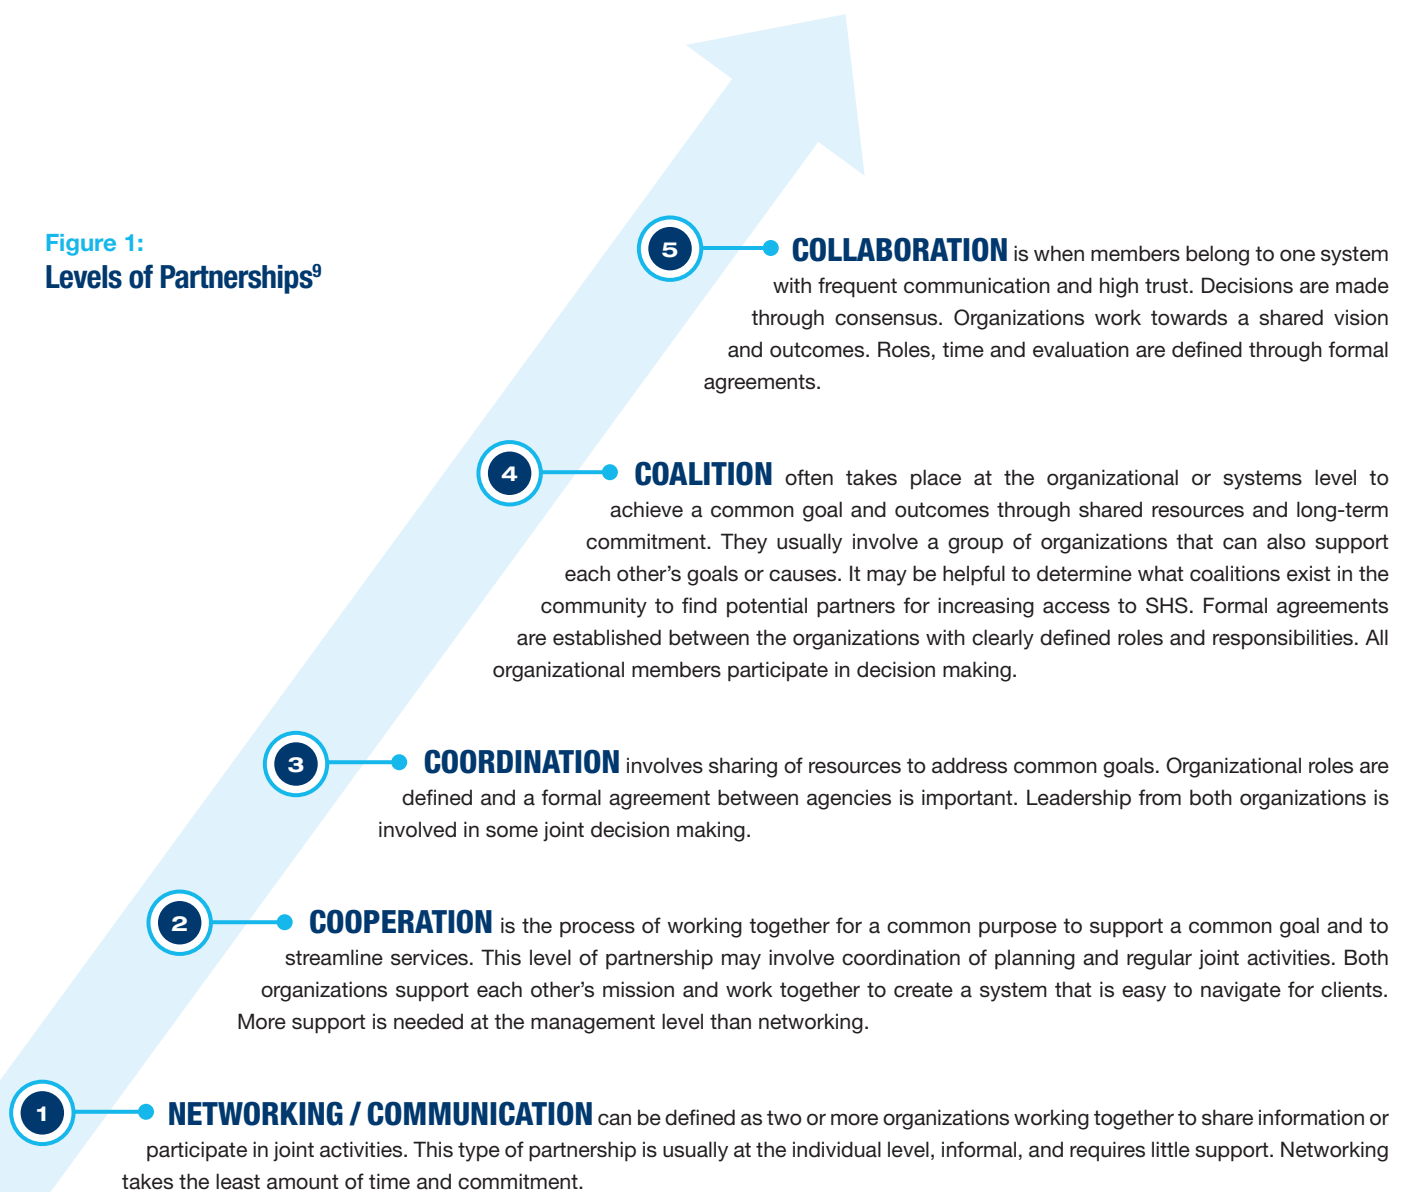 Figure 1:
Levels of Partnerships9
5
COLLABORATION is when members belong to one system
with frequent communication and high trust. Decisions are made
through consensus. Organizations work towards a shared vision
and outcomes. Roles, time and evaluation are defined through formal
agreements.
4
COALITION often takes place at the organizational or systems level to
achieve a common goal and outcomes through shared resources and long-term
commitment. They usually involve a group of organizations that can also support
each other’s goals or causes. It may be helpful to determine what coalitions exist in the
community to find potential partners for increasing access to SHS. Formal agreements
are established between the organizations with clearly defined roles and responsibilities. All
organizational members participate in decision making.
3
COORDINATION involves sharing of resources to address common goals. Organizational roles are
defined and a formal agreement between agencies is important. Leadership from both organizations is
involved in some joint decision making.
2
COOPERATION is the process of working together for a common purpose to support a common goal and to
streamline services. This level of partnership may involve coordination of planning and regular joint activities. Both
organizations support each other’s mission and work together to create a system that is easy to navigate for clients.
More support is needed at the management level than networking.
1
NETWORKING / COMMUNICATION can be defined as two or more organizations working together to share information or
participate in joint activities. This type of partnership is usually at the individual level, informal, and requires little support. Networking
takes the least amount of time and commitment.